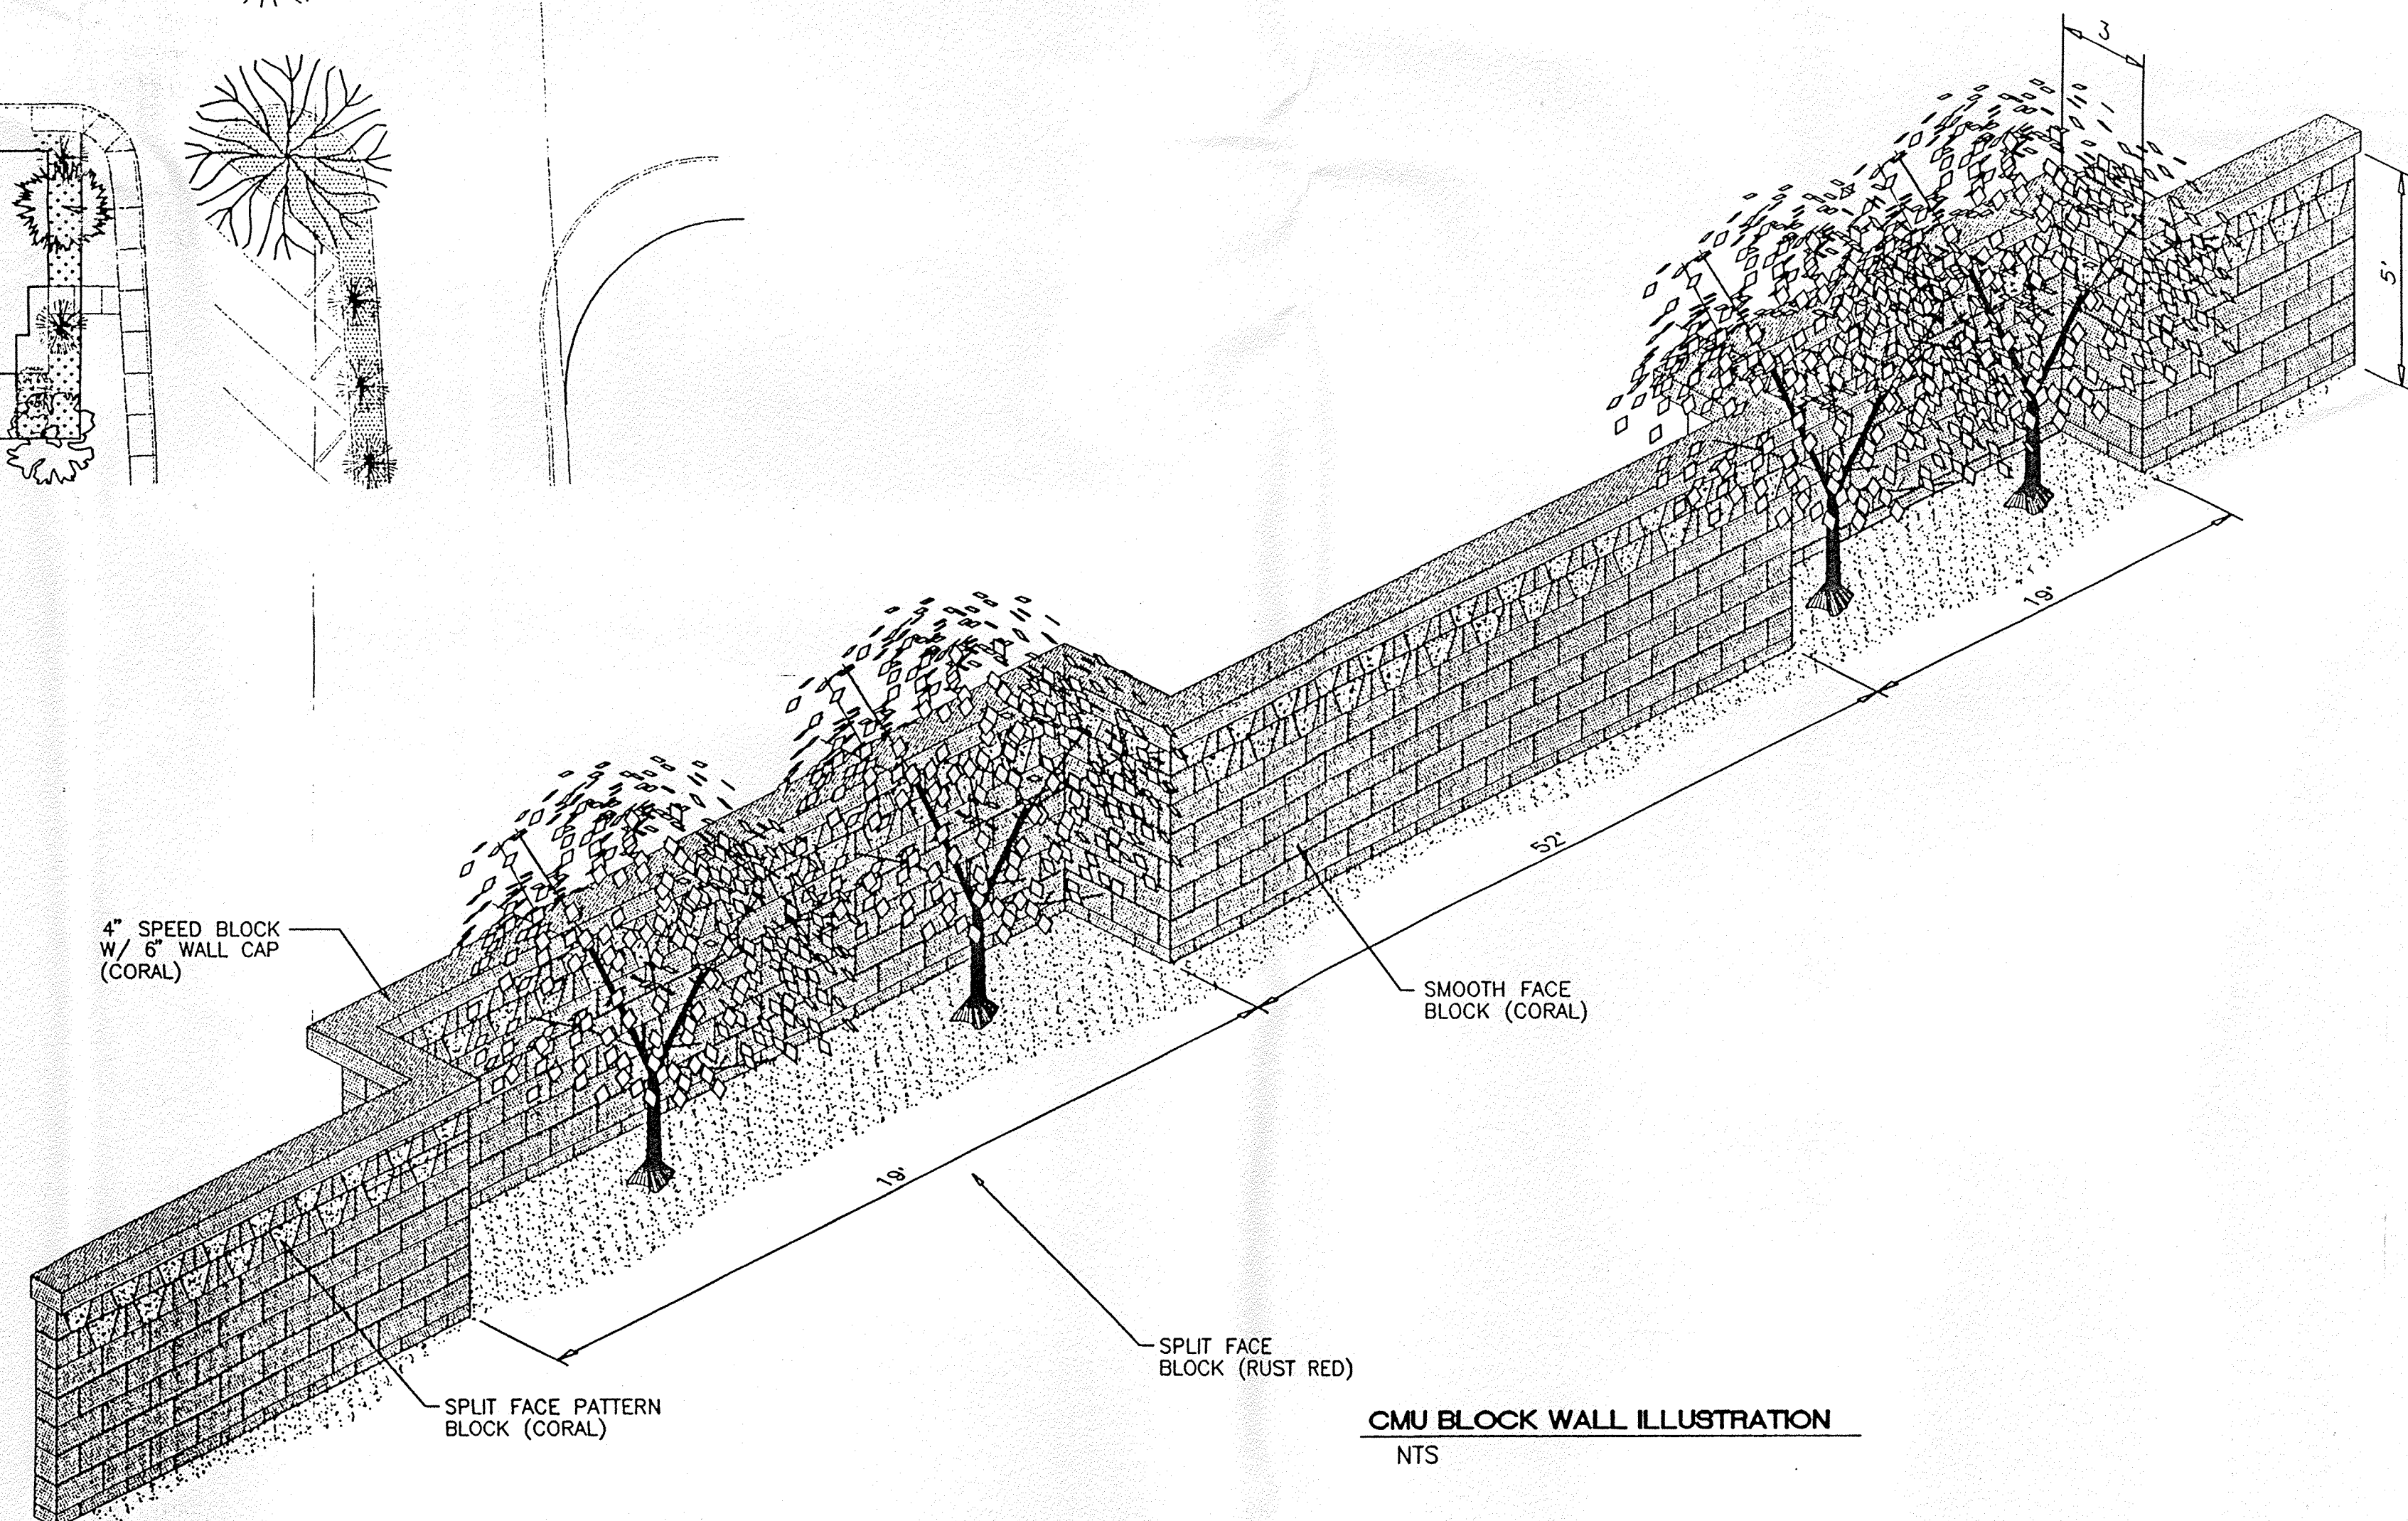 3
5'
19'
52'
19'
4" SPEED BLOCK
W/ 6" WALL CAP
(CORAL)
SMOOTH FACE
BLOCK (CORAL)
SPLIT FACE
BLOCK (RUST RED)
SPLIT FACE PATTERN
BLOCK (CORAL)
CMU BLOCK WALL ILLUSTRATION
NTS